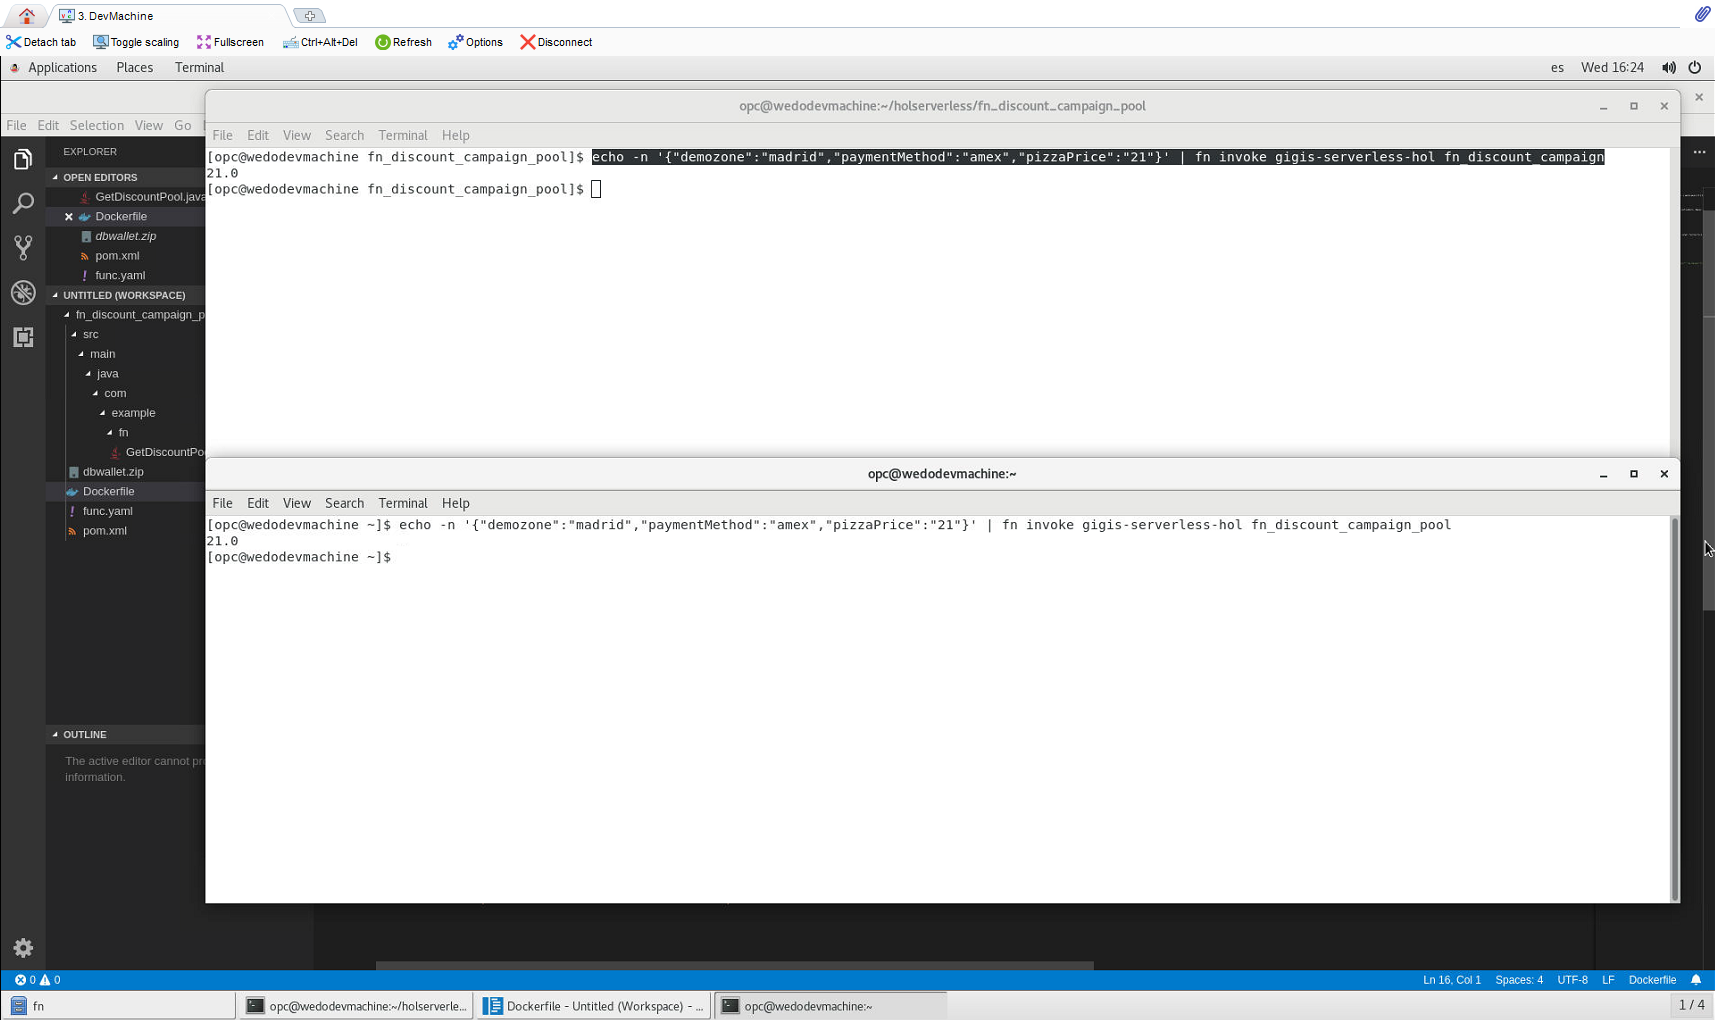 3. DevMachine
Detach tab
Toggle scaling
Fullscreen
Ctrl+Alt+Del
Refresh
Options
Disconnect
Applications Places Terminal
es Wed 16:24
opc@wedodevmachine:~/holserverless/fn_discount_campaign_pool
File Edit Selection View Go
File Edit View Search Terminal Help
[opc@wedodevmachine fn_discount_campaign_pool]$ echo -n '{"demozone":"madrid","paymentMethod":"amex","pizzaPrice":"21"}' | fn invoke gigis-serverless-hol fn_discount_campaign
21.0
[opc@wedodevmachine fn_discount_campaign_pool]$
EXPLORER
OPEN EDITORS
GetDiscountPool.java
Dockerfile
dbwallet.zip
pom.xml
! func.yaml
UNTITLED (WORKSPACE)
fn_discount_campaign_p
src
main
java
com
example
fn
GetDiscountPo
dbwallet.zip
Dockerfile
! func.yaml
pom.xml
opc@wedodevmachine:~
File Edit View Search Terminal Help
[opc@wedodevmachine ~]$ echo -n '{"demozone":"madrid","paymentMethod":"amex","pizzaPrice":"21"}' | fn invoke gigis-serverless-hol fn_discount_campaign_pool
21.0
[opc@wedodevmachine ~]$
OUTLINE
The active editor cannot pr
information.
0 0
Ln 16, Col 1 Spaces: 4 UTF-8 LF Dockerfile
fn
opc@wedodevmachine:~/holserverle...
Dockerfile - Untitled (Workspace) - ...
opc@wedodevmachine:~
1 / 4